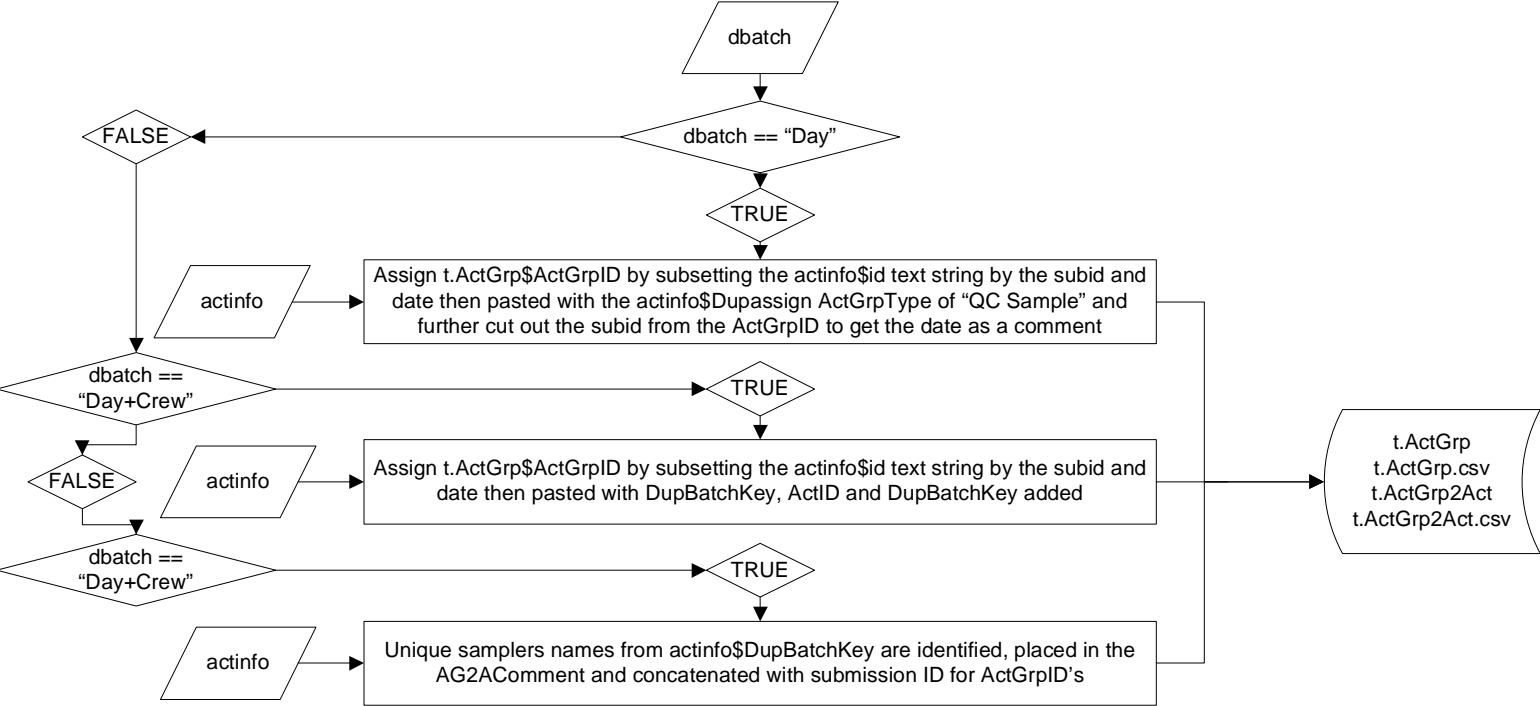 dbatch
dbatch == “Day”
FALSE
TRUE
actinfo
Assign t.ActGrp$ActGrpID by subsetting the actinfo$id text string by the subid and
date then pasted with the actinfo$Dupassign ActGrpType of “QC Sample” and
further cut out the subid from the ActGrpID to get the date as a comment
dbatch ==
“Day+Crew”
TRUE
FALSE
actinfo
Assign t.ActGrp$ActGrpID by subsetting the actinfo$id text string by the subid and
date then pasted with DupBatchKey, ActID and DupBatchKey added
t.ActGrp
t.ActGrp.csv
t.ActGrp2Act
t.ActGrp2Act.csv
dbatch ==
“Day+Crew”
TRUE
actinfo
Unique samplers names from actinfo$DupBatchKey are identified, placed in the
AG2AComment and concatenated with submission ID for ActGrpID’s